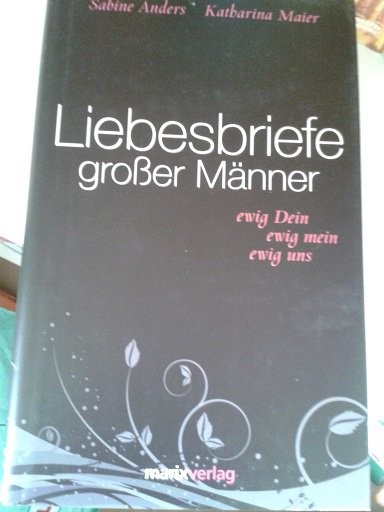 Sabine Anders · Katharina Maier
Liebesbriefe
großer Männer
ewig Dein
ewig mein
ewig uns
marixverlag